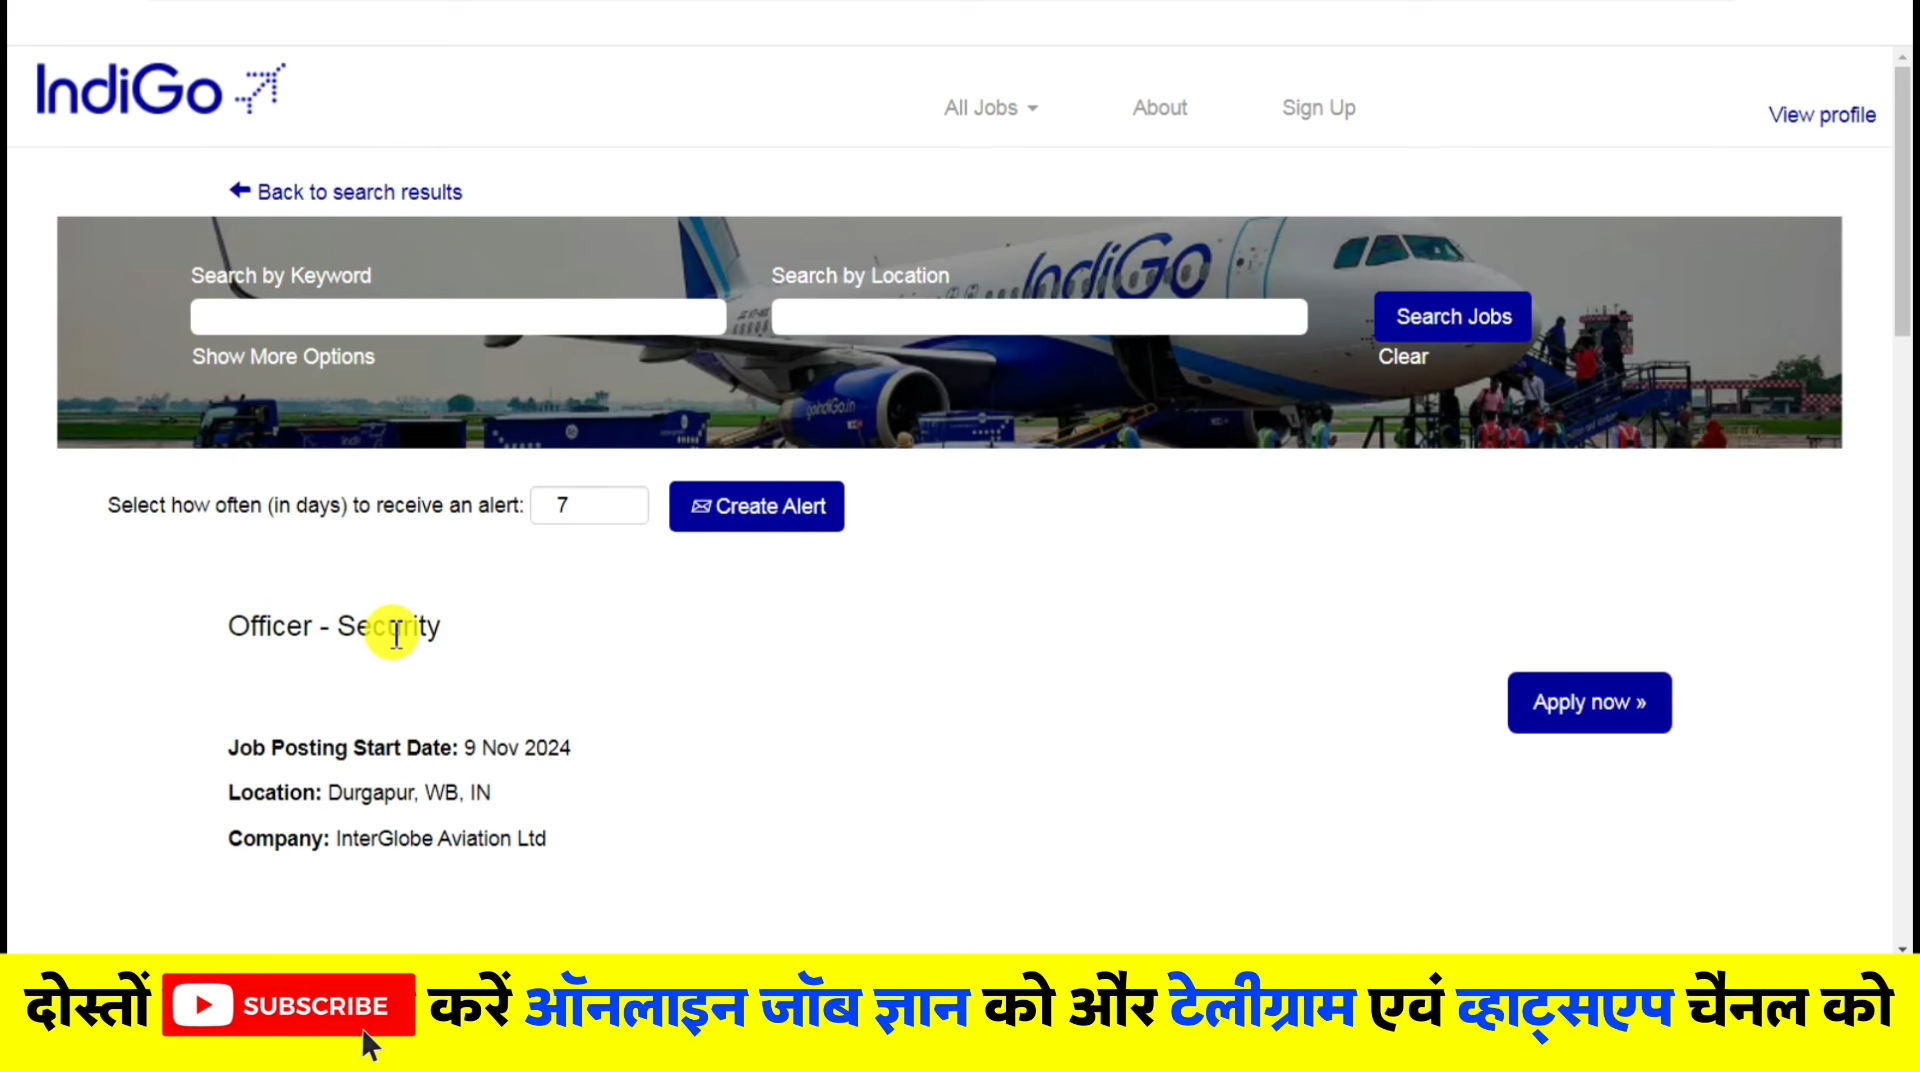 IndiGo
All Jobs
About
Sign Up
View profile
Back to search results
Search by Keyword
Search by Location
IndiGo
Search Jobs
Show More Options
Clear
goIndiGo.in
Select how often (in days) to receive an alert: 7
Create Alert
Officer - Security
Apply now »
Job Posting Start Date: 9 Nov 2024
Location: Durgapur, WB, IN
Company: InterGlobe Aviation Ltd
दोस्तों SUBSCRIBE करें ऑनलाइन जॉब ज्ञान को और टेलीग्राम एवं व्हाट्सएप चैनल को